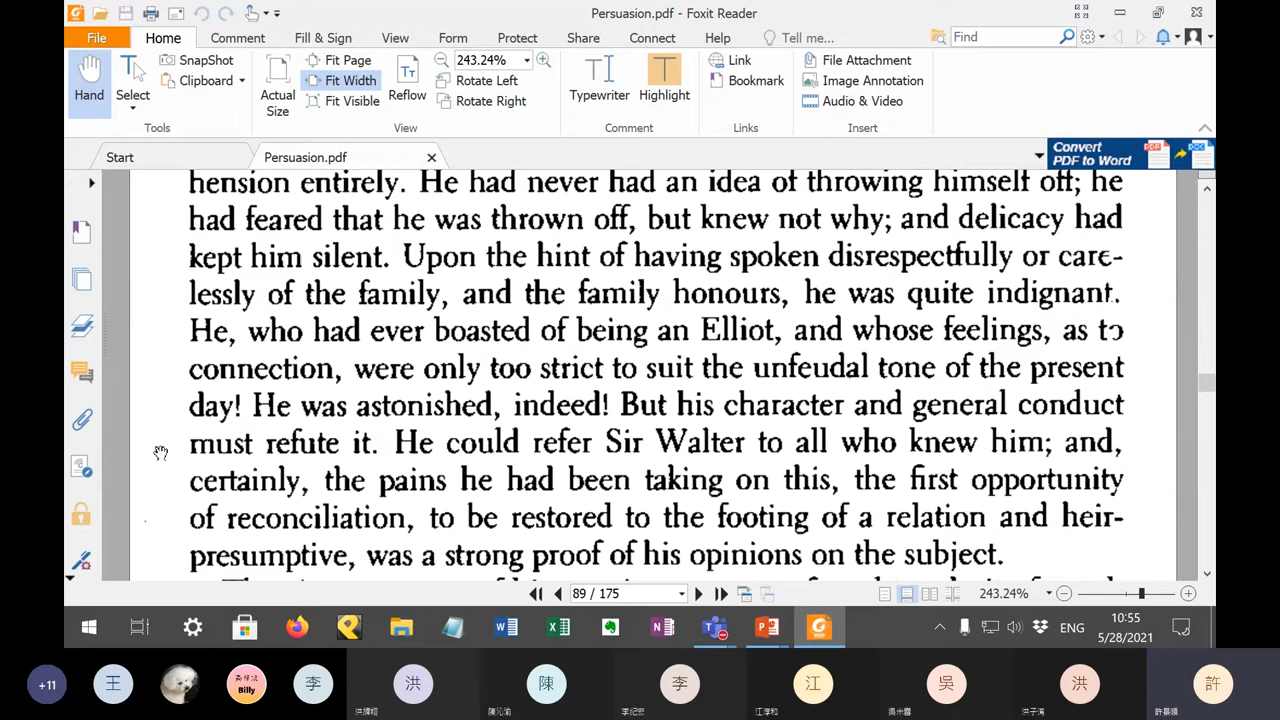 Persuasion.pdf - Foxit Reader
File Home Comment Fill & Sign View Form Protect Share Connect Help Tell me... Find
Hand
Select
SnapShot
Clipboard
Actual
Size
Fit Page
Fit Width
Fit Visible
Reflow
243.24%
Rotate Left
Rotate Right
Typewriter
Highlight
Link
Bookmark
File Attachment
Image Annotation
Audio & Video
Tools View Comment Links Insert
Start Persuasion.pdf
Convert
PDF to Word
hension entirely. He had never had an idea of throwing himself off; he
had feared that he was thrown off, but knew not why; and delicacy had
kept him silent. Upon the hint of having spoken disrespectfully or care-
lessly of the family, and the family honours, he was quite indignant.
He, who had ever boasted of being an Elliot, and whose feelings, as to
connection, were only too strict to suit the unfeudal tone of the present
day! He was astonished, indeed! But his character and general conduct
must refute it. He could refer Sir Walter to all who knew him; and,
certainly, the pains he had been taking on this, the first opportunity
of reconciliation, to be restored to the footing of a relation and heir-
presumptive, was a strong proof of his opinions on the subject.
89 / 175
243.24%
ENG
10:55
5/28/2021
+11 王 Billy 李 洪 陳 李 江 吳 洪 許